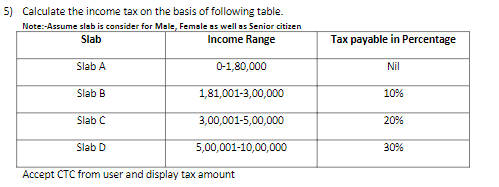 5) Calculate the income tax on the basis of following table.
Note:-Assume slab is consider for Male, Female as well as Senior citizen
Slab Income Range Tax payable in Percentage
Slab A 0-1,80,000 Nil
Slab B 1,81,001-3,00,000 10%
Slab C 3,00,001-5,00,000 20%
Slab D 5,00,001-10,00,000 30%
Accept CTC from user and display tax amount